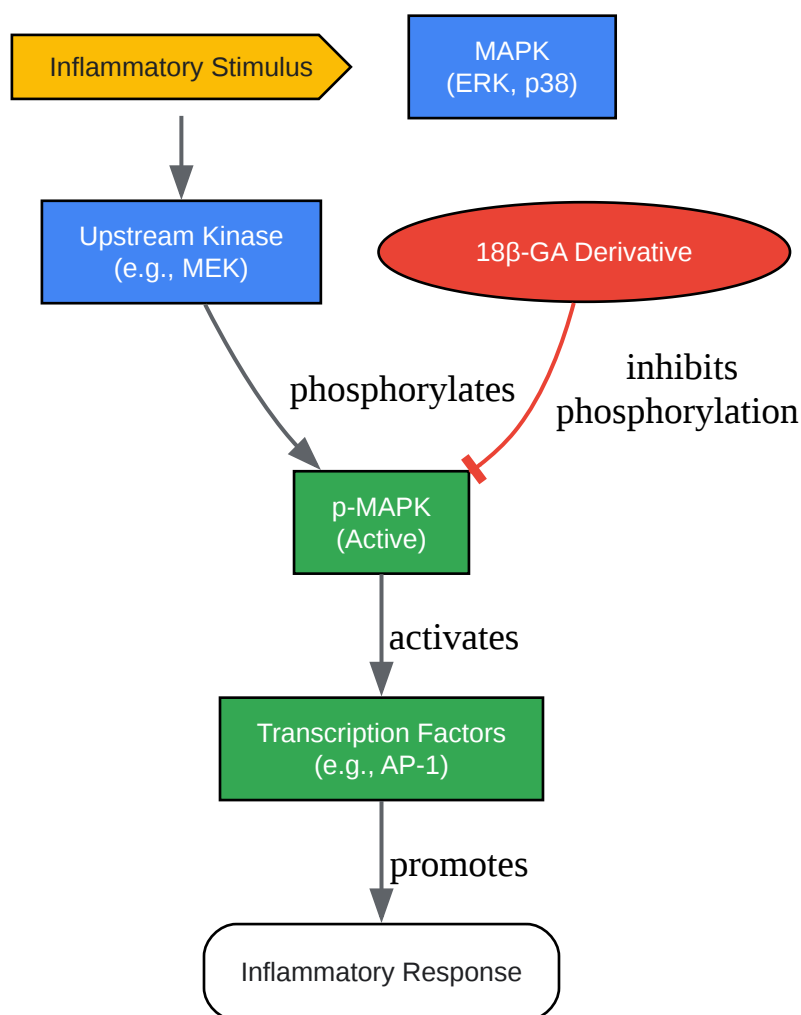 Inflammatory Stimulus
MAPK
(ERK, p38)
Upstream Kinase
(e.g., MEK)
18β-GA Derivative
phosphorylates
inhibits
phosphorylation
p-MAPK
(Active)
activates
Transcription Factors
(e.g., AP-1)
promotes
Inflammatory Response